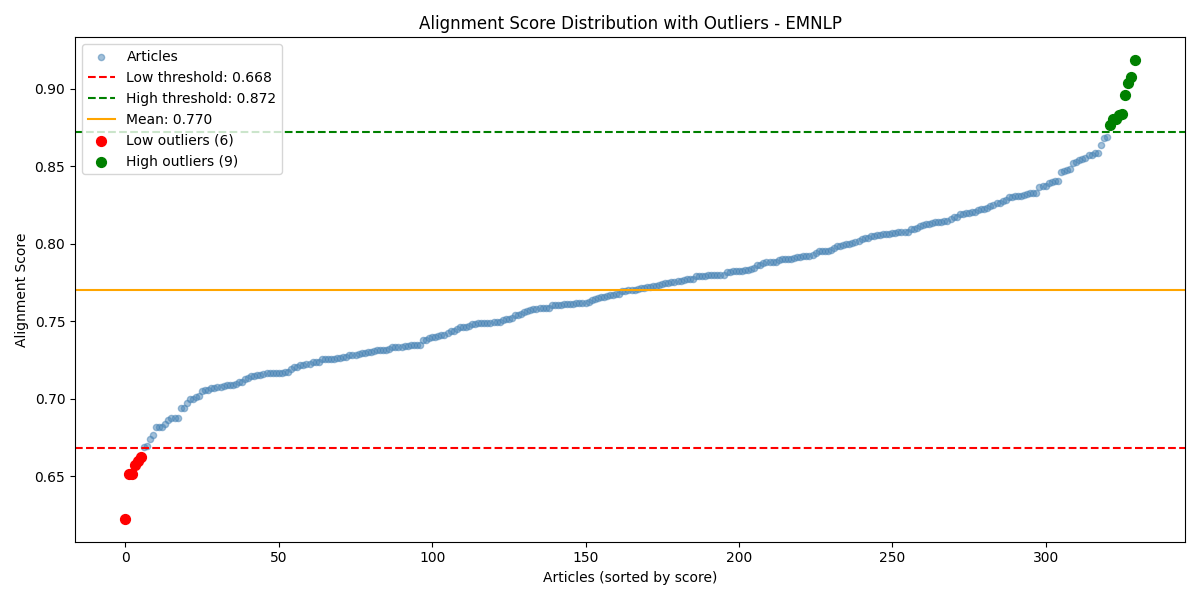 Alignment Score Distribution with Outliers - EMNLP
Articles
Low threshold: 0.668
High threshold: 0.872
Mean: 0.770
Low outliers (6)
High outliers (9)
Alignment Score
0.90
0.85
0.80
0.75
0.70
0.65
0
50
100
150
200
250
300
Articles (sorted by score)